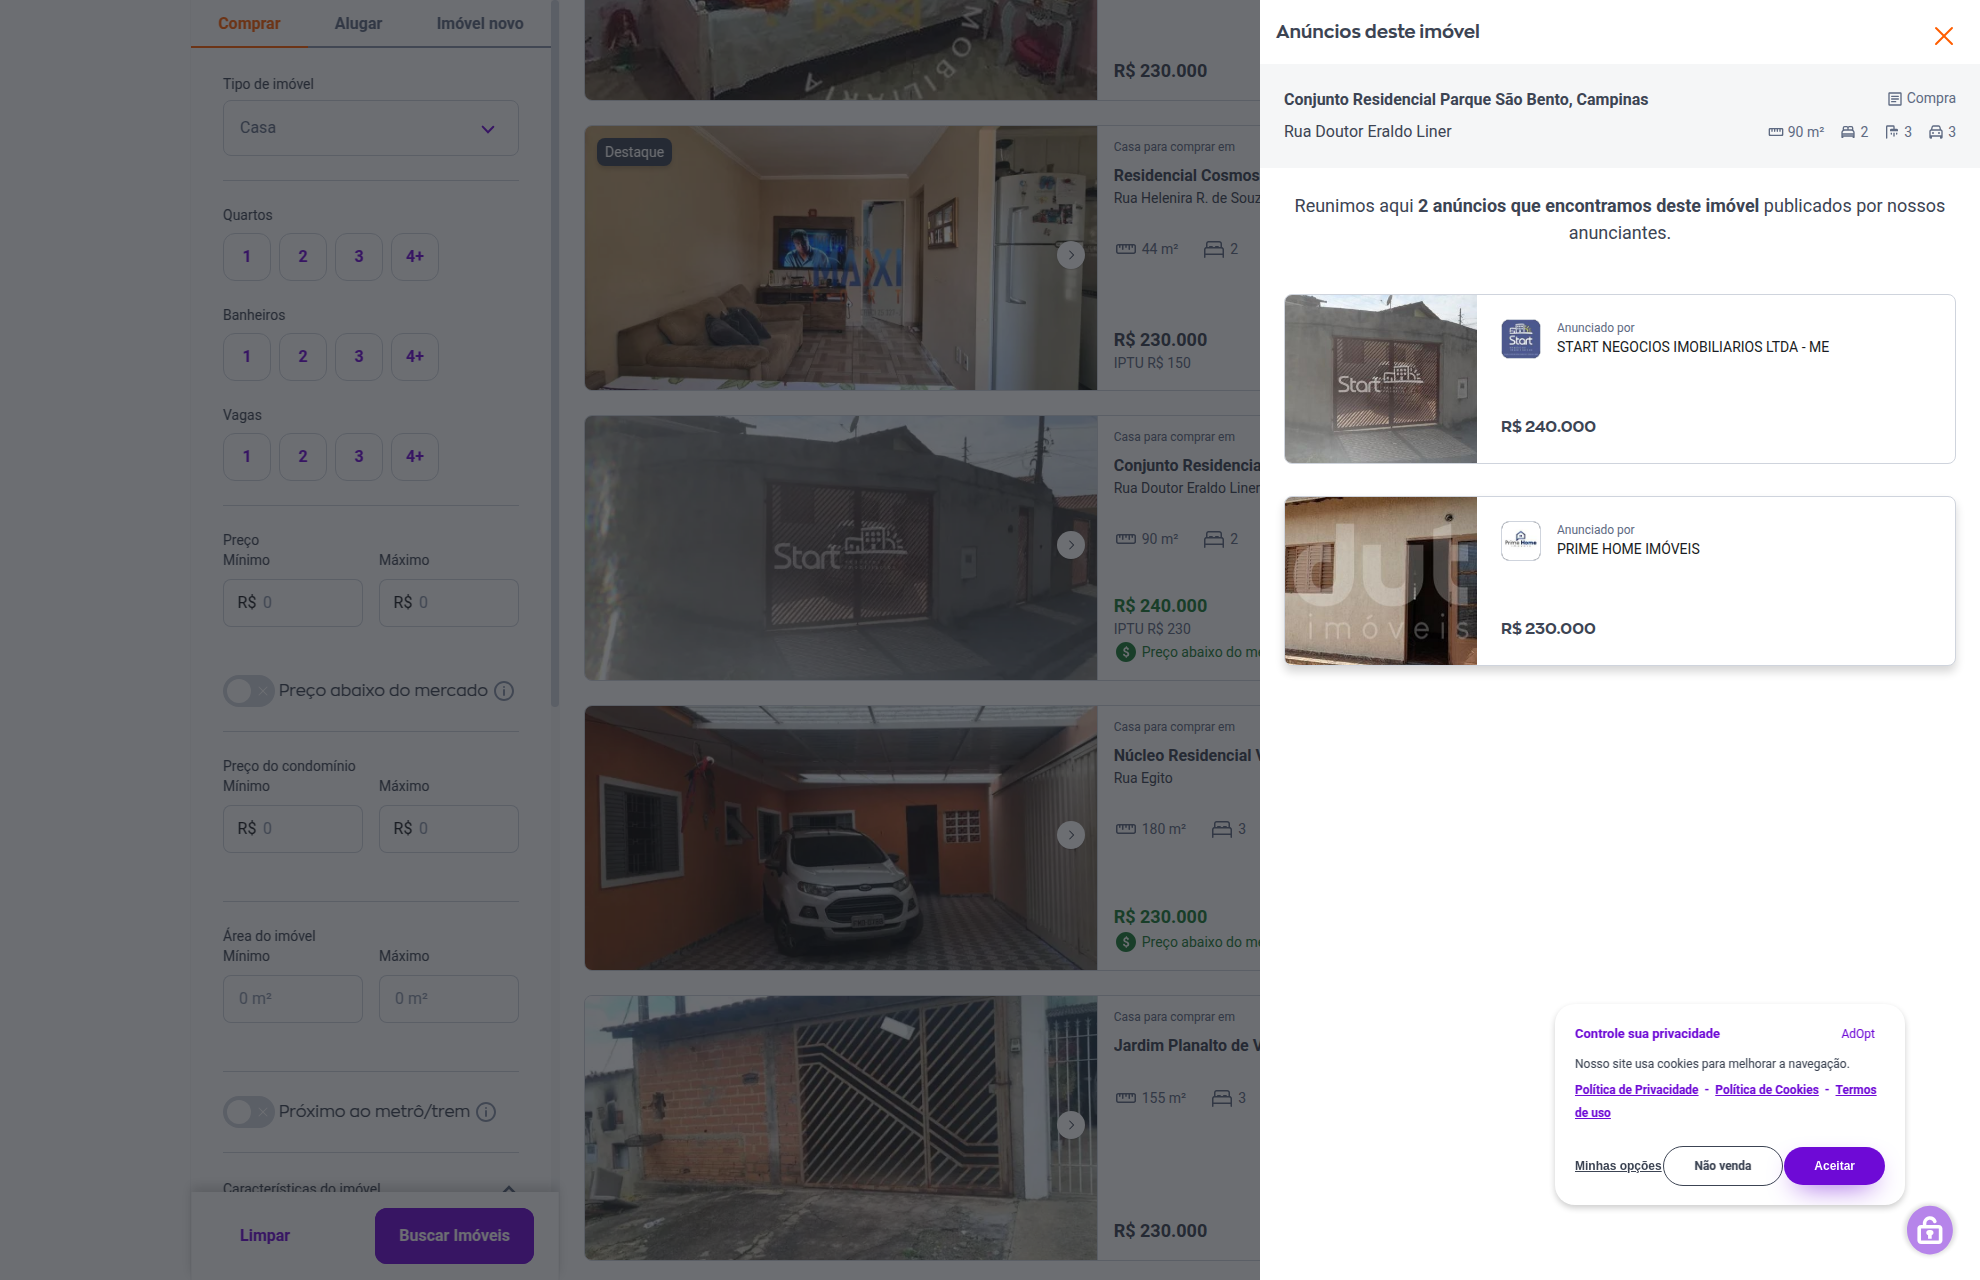 Comprar
Alugar
Imóvel novo
Tipo de imóvel
Casa
Quartos
1
2
3
4+
Banheiros
1
2
3
4+
Vagas
1
2
3
4+
Preço
Mínimo
Máximo
R$ 0
R$ 0
Preço abaixo do mercado
Preço do condomínio
Mínimo
Máximo
R$ 0
R$ 0
Área do imóvel
Mínimo
Máximo
0 m²
0 m²
Próximo ao metrô/trem
Características do imóvel
Limpar
Buscar Imóveis
MOBILIÁRIA
R$ 230.000
Destaque
Casa para comprar em
Residencial Cosmos
Rua Helenira R. de Souz
44 m²
2
R$ 230.000
IPTU R$ 150
Start
Casa para comprar em
Conjunto Residencia
Rua Doutor Eraldo Liner
90 m²
2
R$ 240.000
IPTU R$ 230
Preço abaixo do me
Casa para comprar em
Núcleo Residencial V
Rua Egito
180 m²
3
R$ 230.000
Preço abaixo do me
Casa para comprar em
Jardim Planalto de V
155 m²
3
R$ 230.000
Anúncios deste imóvel
Conjunto Residencial Parque São Bento, Campinas
Compra
Rua Doutor Eraldo Liner
90 m²
2
3
3
Reunimos aqui 2 anúncios que encontramos deste imóvel publicados por nossos
anunciantes.
Start
Start
Anunciado por
START NEGOCIOS IMOBILIARIOS LTDA - ME
R$ 240.000
dut
imóveis
Prime Home
Anunciado por
PRIME HOME IMÓVEIS
R$ 230.000
Controle sua privacidade
AdOpt
Nosso site usa cookies para melhorar a navegação.
Política de Privacidade - Política de Cookies - Termos
de uso
Minhas opções
Não venda
Aceitar